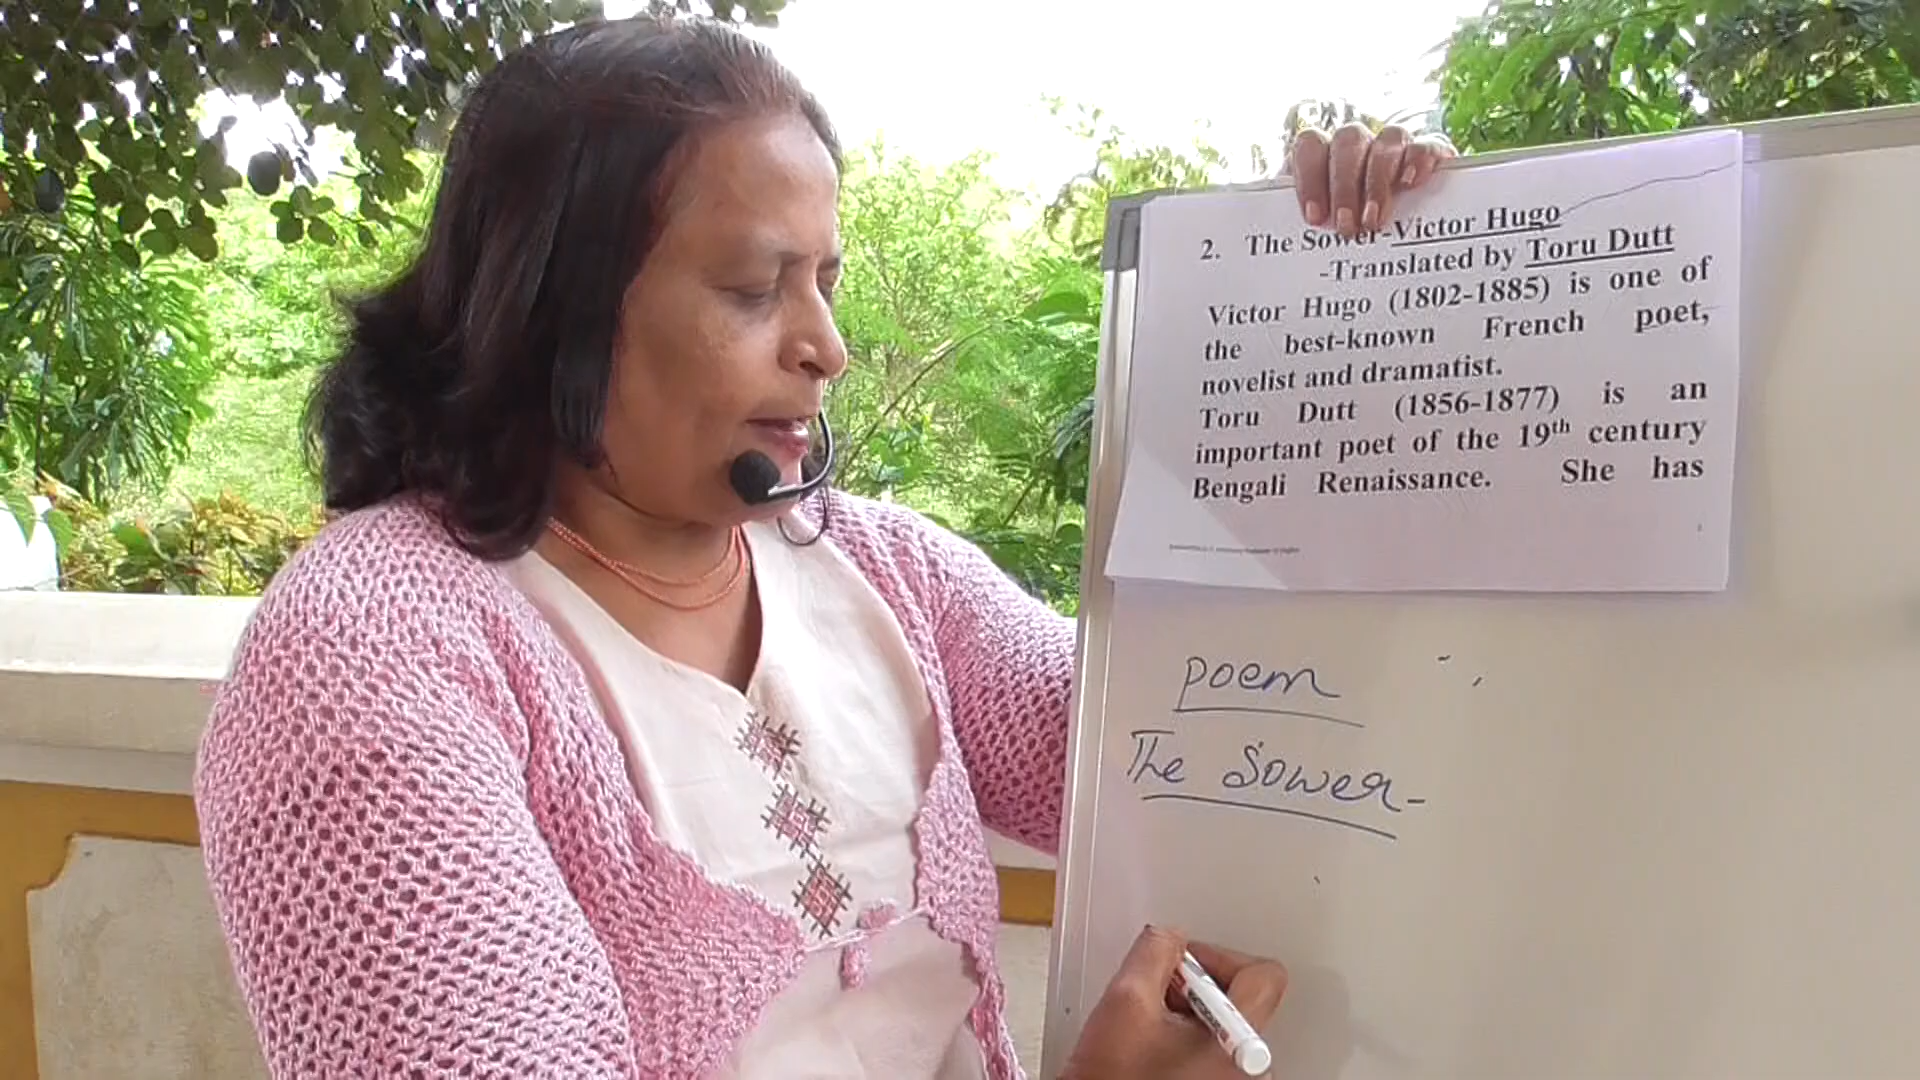 2. The Sower-Victor Hugo
-Translated by Toru Dutt
Victor Hugo (1802-1885) is one of
the best-known French poet,
novelist and dramatist.
Toru Dutt (1856-1877) is an
important poet of the 19th century
Bengali Renaissance. She has
poem
The Sower-